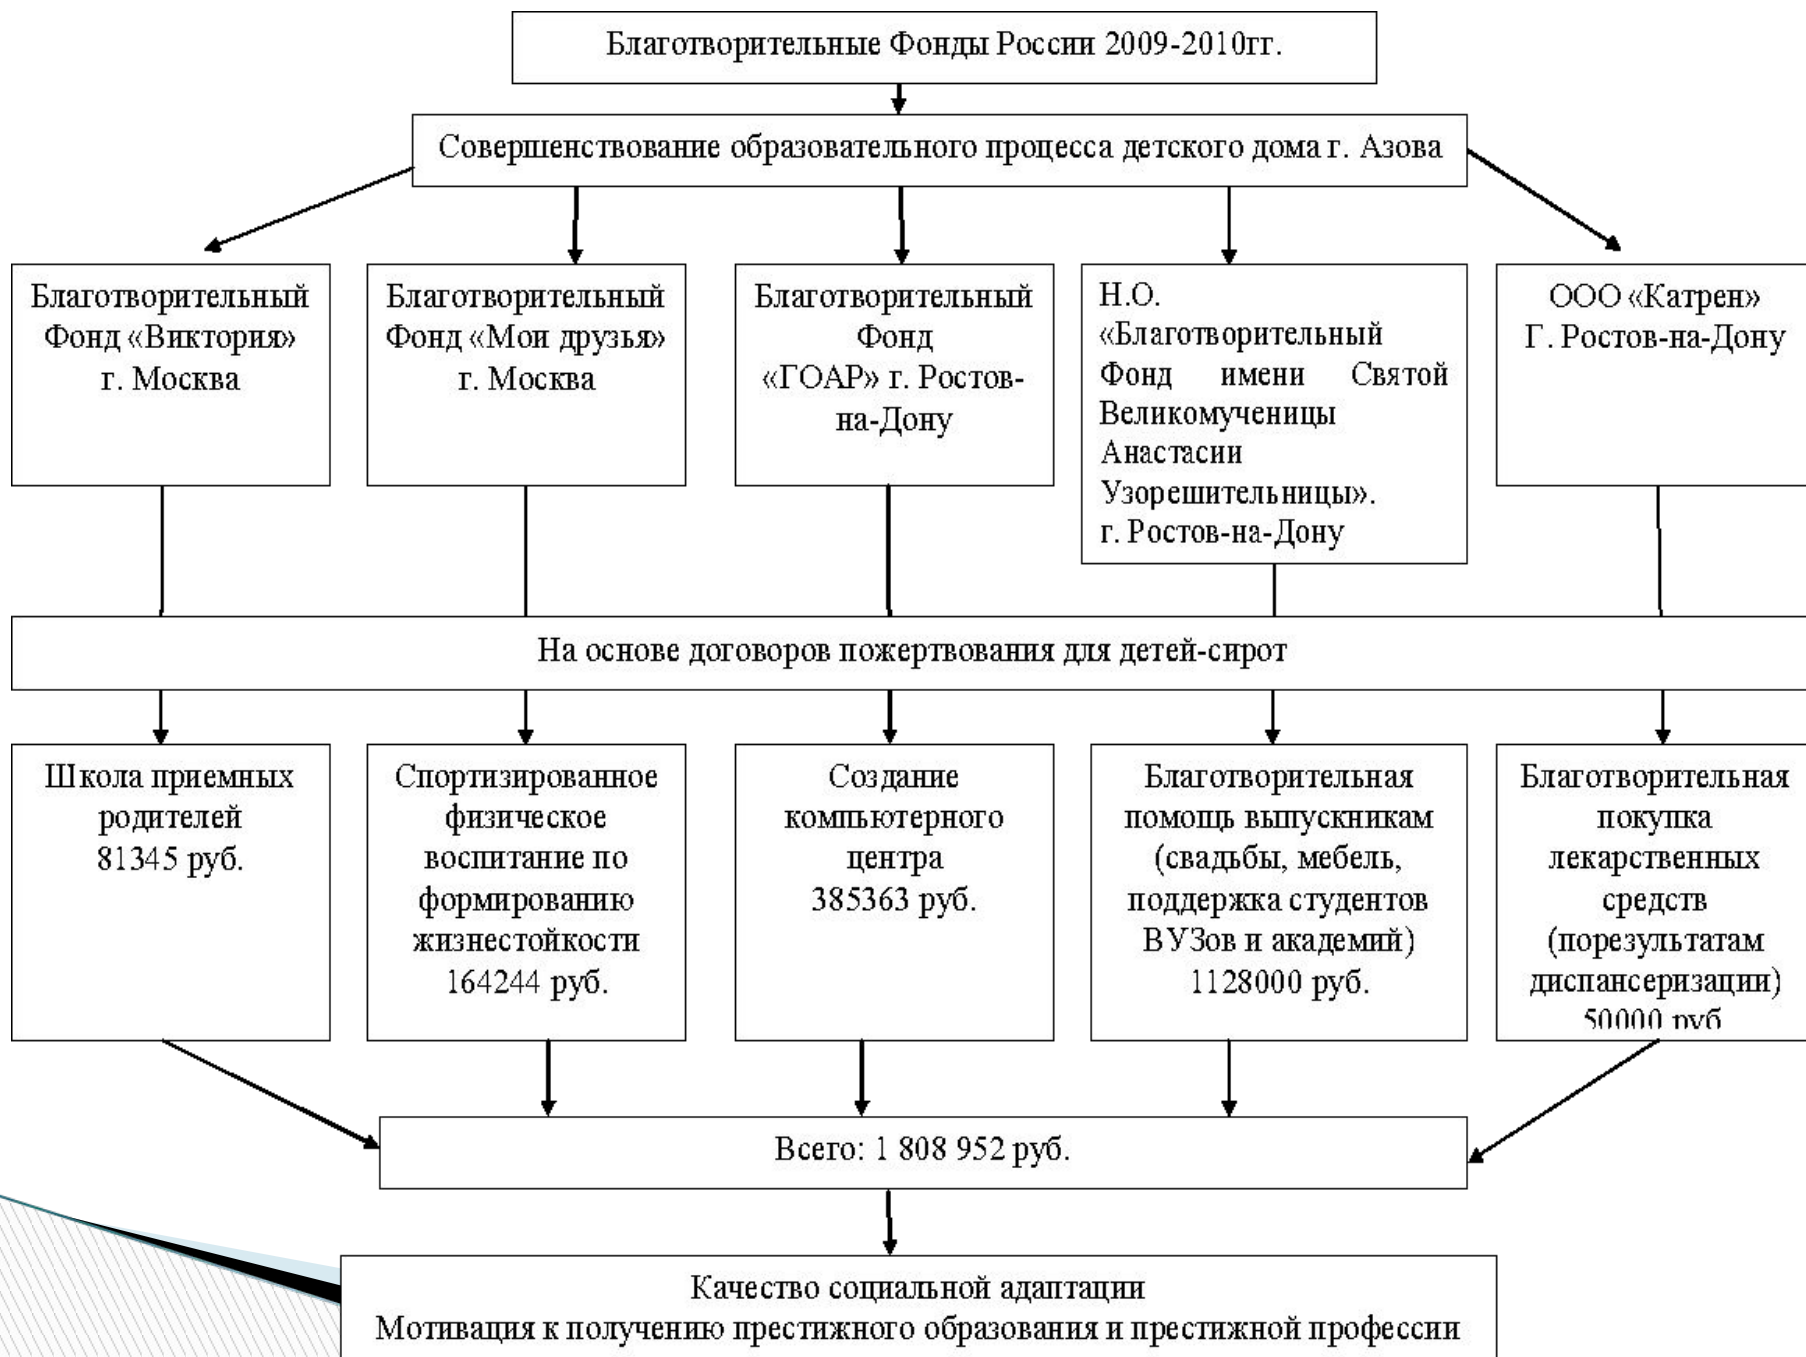 Благотворительные Фонды России 2009-2010гг.
Совершенствование образовательного процесса детского дома г. Азова
Благотворительный
Фонд «Виктория»
г. Москва
Благотворительный
Фонд «Мои друзья»
г. Москва
Благотворительный
Фонд
«ГОАР» г. Ростов-
на-Дону
Н.О.
«Благотворительный
Фонд имени Святой
Великомученицы
Анастасии
Узорешительницы».
г. Ростов-на-Дону
ООО «Катрен»
Г. Ростов-на-Дону
На основе договоров пожертвования для детей-сирот
Школа приемных
родителей
81345 руб.
Спортизированное
физическое
воспитание по
формированию
жизнестойкости
164244 руб.
Создание
компьютерного
центра
385363 руб.
Благотворительная
помощь выпускникам
(свадьбы, мебель,
поддержка студентов
ВУЗов и академий)
1128000 руб.
Благотворительная
покупка
лекарственных
средств
(порезультатам
диспансеризации)
50000 руб
Всего: 1 808 952 руб.
Качество социальной адаптации
Мотивация к получению престижного образования и престижной профессии